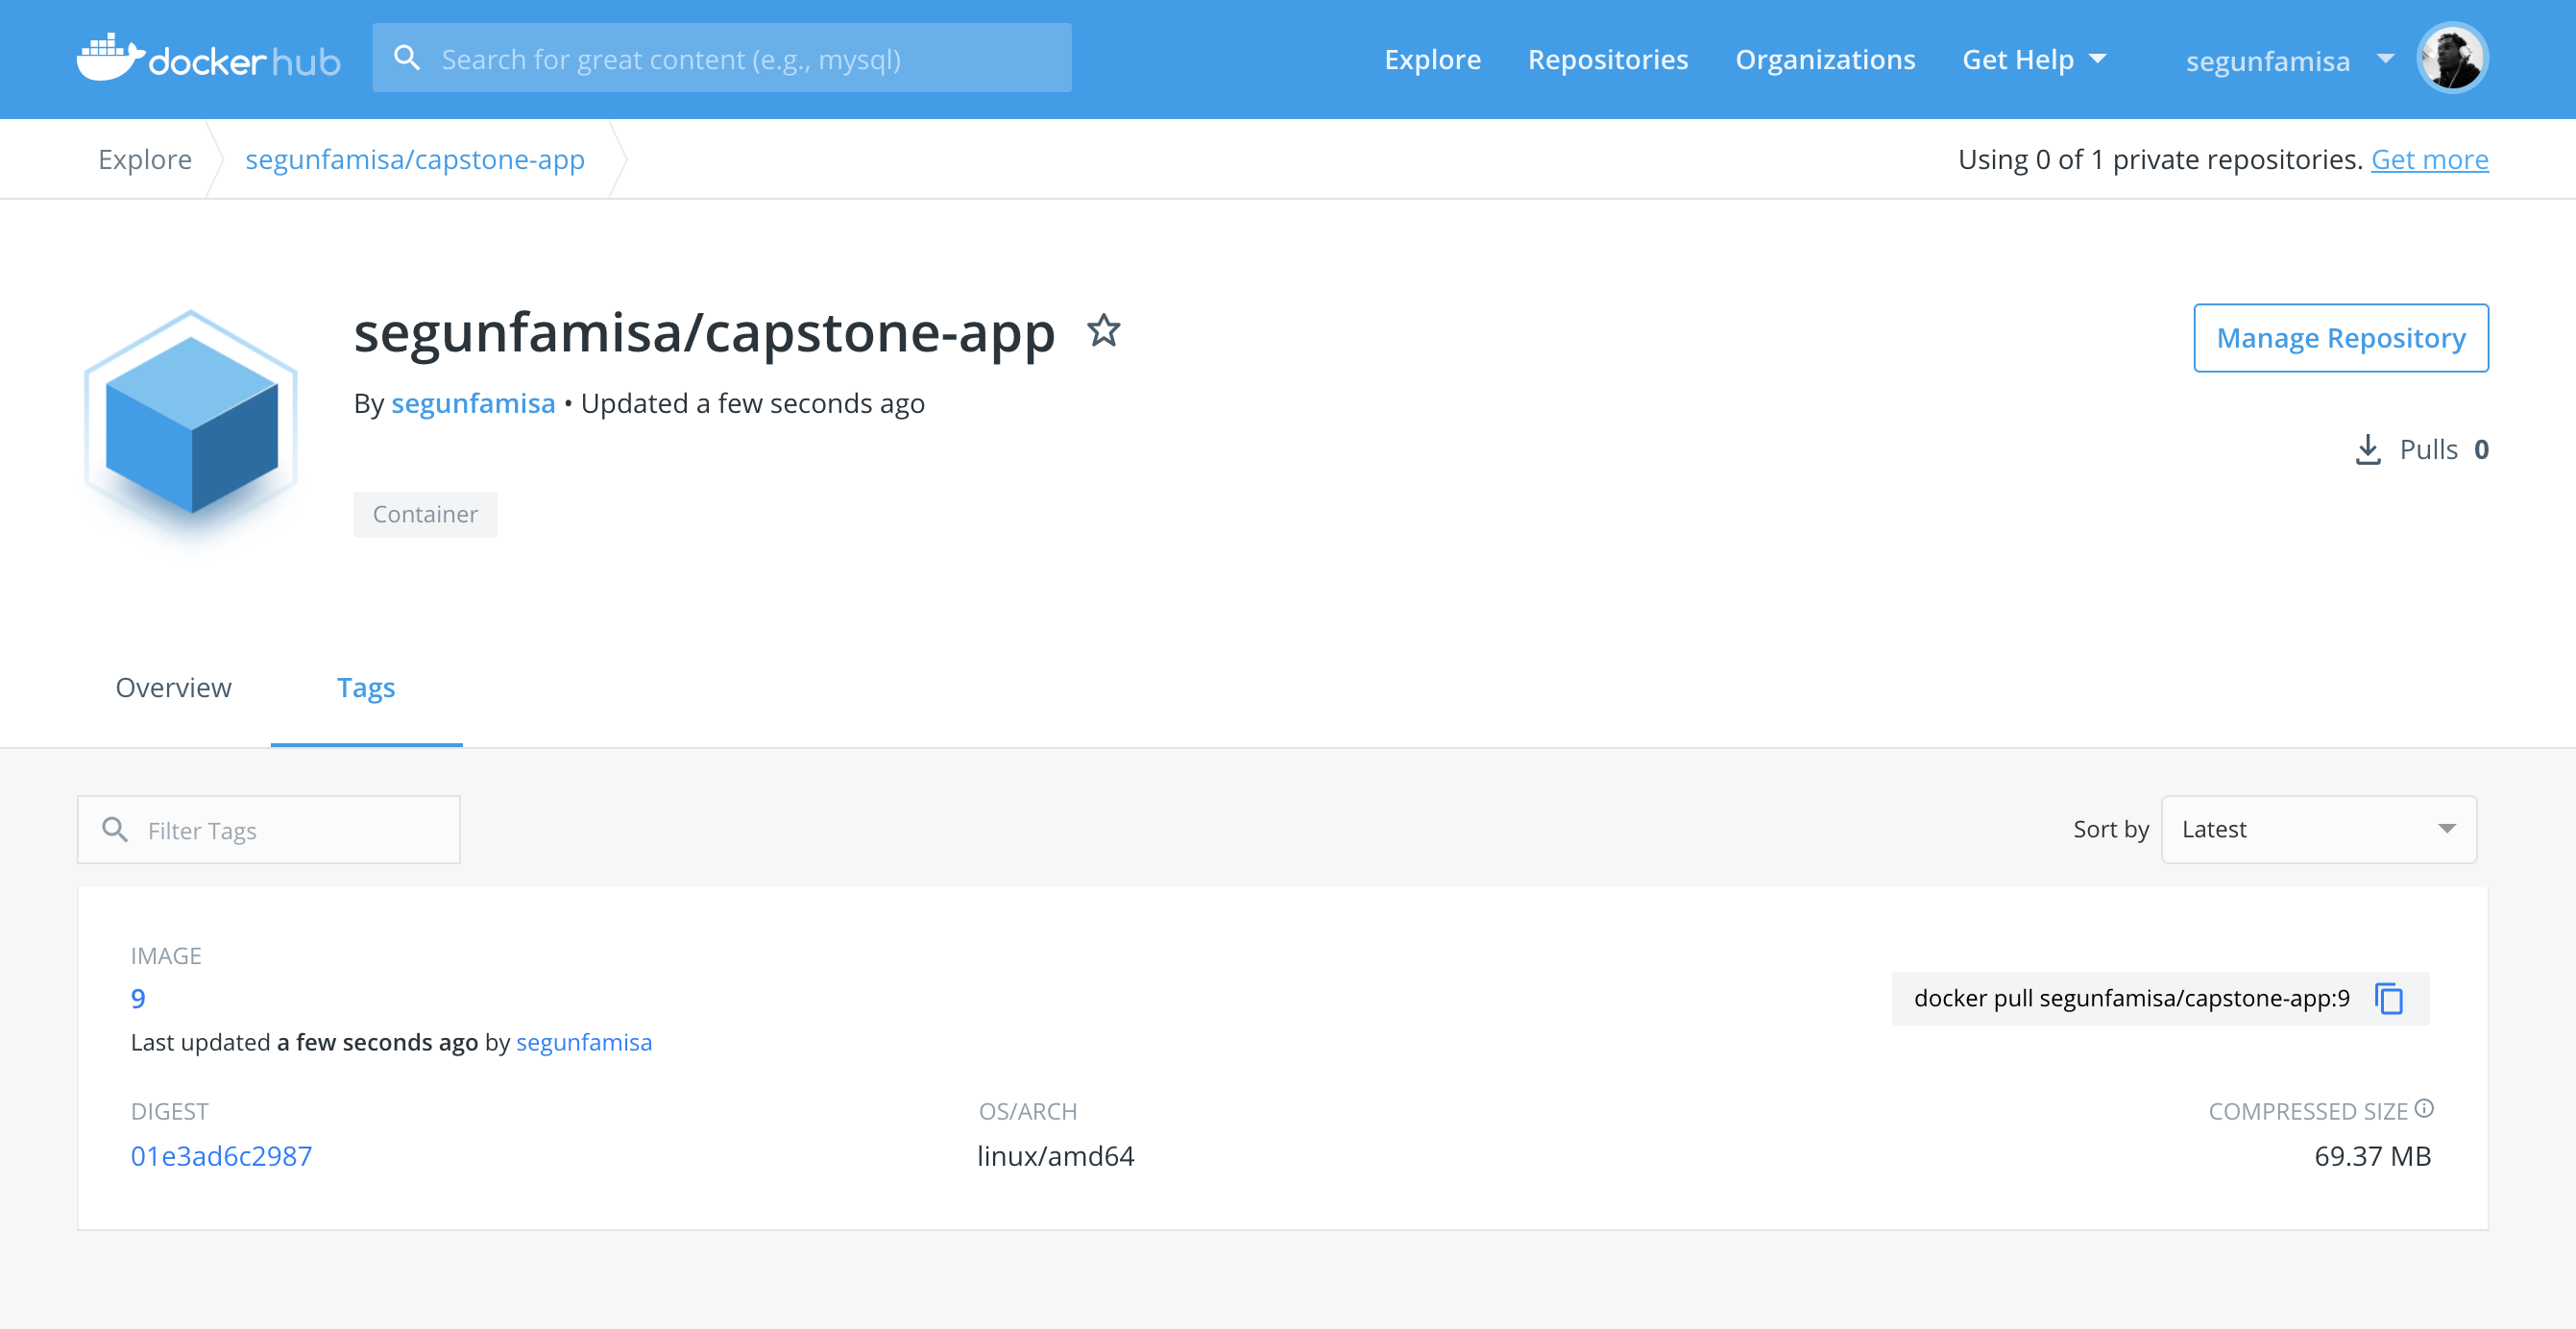 docker hub
Search for great content (e.g., mysql)
Explore Repositories Organizations Get Help segunfamisa
Explore segunfamisa/capstone-app Using 0 of 1 private repositories. Get more
segunfamisa/capstone-app
Manage Repository
By segunfamisa • Updated a few seconds ago
Pulls 0
Container
Overview Tags
Filter Tags
Sort by Latest
IMAGE
9
docker pull segunfamisa/capstone-app:9
Last updated a few seconds ago by segunfamisa
DIGEST OS/ARCH COMPRESSED SIZE
01e3ad6c2987 linux/amd64 69.37 MB